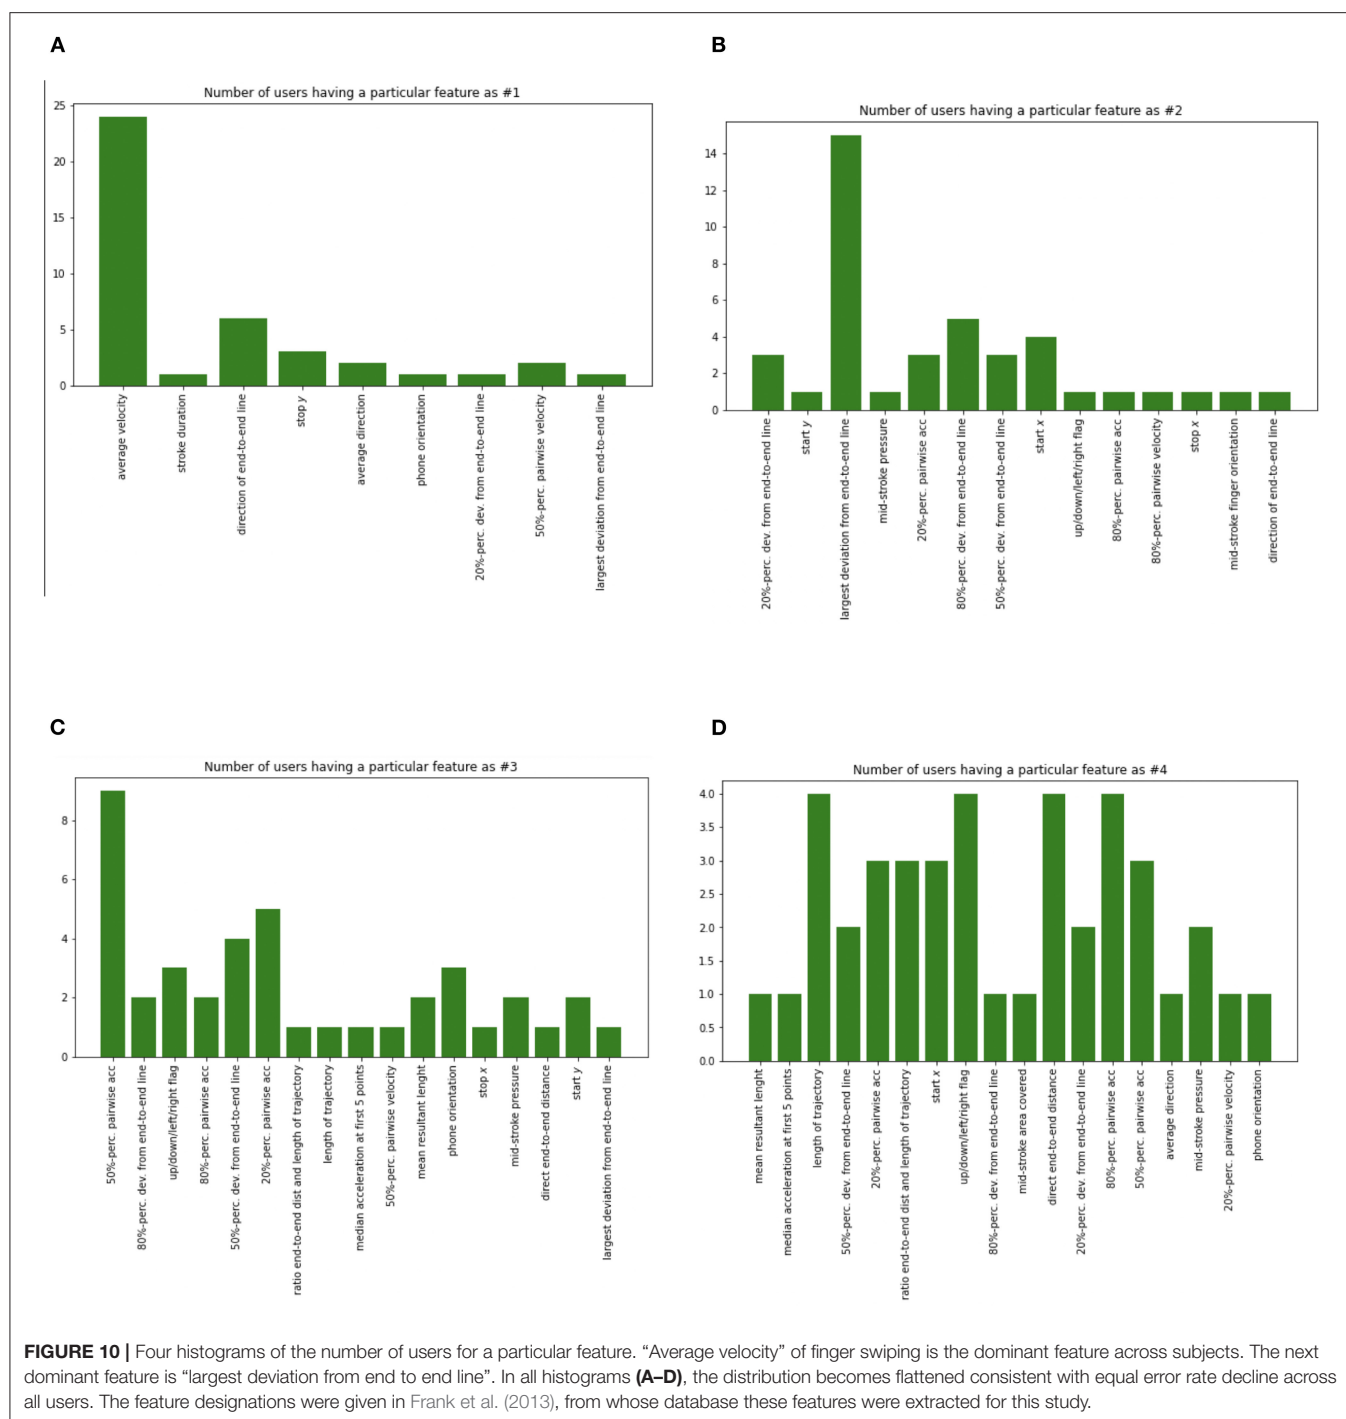 A
Number of users having a particular feature as #1
25
20
15
10
5
0
average velocity
stroke duration
direction of end-to-end line
stop y
average direction
phone orientation
20%-perc. dev. from end-to-end line
50%-perc. pairwise velocity
largest deviation from end-to-end line
B
Number of users having a particular feature as #2
14
12
10
8
6
4
2
0
20%-perc. dev. from end-to-end line
start y
largest deviation from end-to-end line
mid-stroke pressure
20%-perc. pairwise acc
80%-perc. dev. from end-to-end line
50%-perc. dev. from end-to-end line
start x
up/down/left/right flag
80%-perc. pairwise acc
80%-perc. pairwise velocity
stop x
mid-stroke finger orientation
direction of end-to-end line
C
Number of users having a particular feature as #3
8
6
4
2
0
50%-perc. pairwise acc
80%-perc. dev. from end-to-end line
up/down/left/right flag
80%-perc. pairwise acc
50%-perc. dev. from end-to-end line
20%-perc. pairwise acc
ratio end-to-end dist and length of trajectory
length of trajectory
median acceleration at first 5 points
50%-perc. pairwise velocity
mean resultant lenght
phone orientation
stop x
mid-stroke pressure
direct end-to-end distance
start y
largest deviation from end-to-end line
D
Number of users having a particular feature as #4
4.0
3.5
3.0
2.5
2.0
1.5
1.0
0.5
0.0
mean resultant lenght
median acceleration at first 5 points
length of trajectory
50%-perc. dev. from end-to-end line
20%-perc. pairwise acc
ratio end-to-end dist and length of trajectory
start x
up/down/left/right flag
80%-perc. dev. from end-to-end line
mid-stroke area covered
direct end-to-end distance
20%-perc. dev. from end-to-end line
80%-perc. pairwise acc
50%-perc. pairwise acc
average direction
mid-stroke pressure
20%-perc. pairwise velocity
phone orientation
FIGURE 10 | Four histograms of the number of users for a particular feature. “Average velocity” of finger swiping is the dominant feature across subjects. The next
dominant feature is “largest deviation from end to end line”. In all histograms (A–D), the distribution becomes flattened consistent with equal error rate decline across
all users. The feature designations were given in Frank et al. (2013), from whose database these features were extracted for this study.